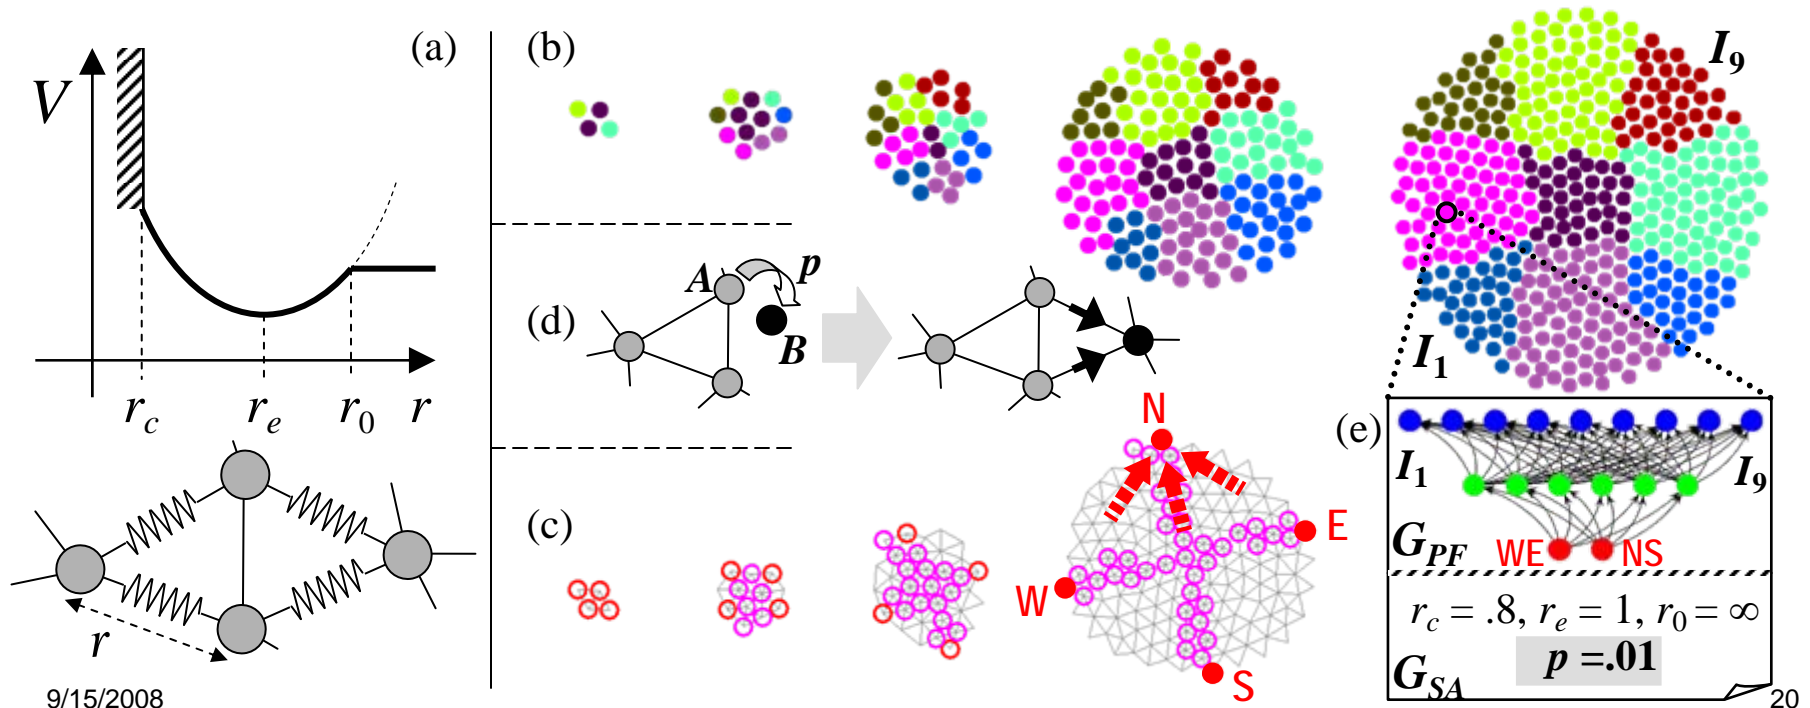 (a)
V
r_c
r_e
r_0
r
r
9/15/2008
(b)
I_9
(d)
A
p
B
I_1
(c)
N
E
W
S
(e)
I_1
I_9
G_PF
WE
NS
r_c = .8, r_e = 1, r_0 = ∞
p =.01
G_SA
20